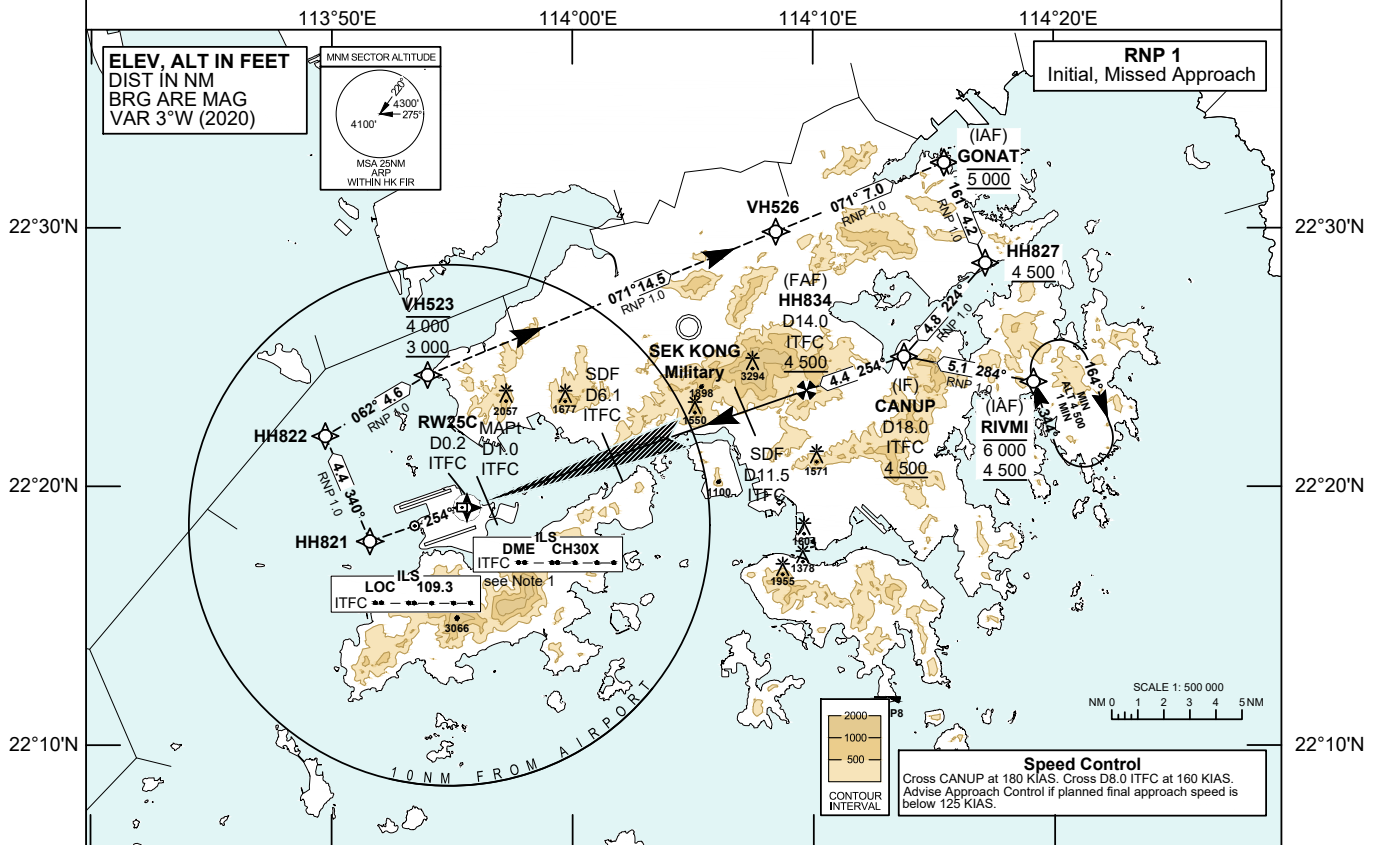 113°50'E
114°00'E
114°10'E
114°20'E
ELEV, ALT IN FEET
DIST IN NM
BRG ARE MAG
VAR 3°W (2020)
MNM SECTOR ALTITUDE
220°
4300'
275°
4100'
MSA 25NM
ARP
WITHIN HK FIR
RNP 1
Initial, Missed Approach
(IAF)
GONAT
5 000
071° 7.0
RNP 1.0
161° 4.2
RNP 1.0
VH526
22°30'N
22°30'N
HH827
4 500
071° 14.5
RNP 1.0
(FAF)
HH834
D14.0
ITFC
4 500
4.8 224°
RNP 1.0
VH523
4 000
3 000
SEK KONG
Military
3294
1898
1550
4.4 254°
5.1 284°
RNP 1.0
164°
1 MIN
MIN
ALT 4 500
344°
(IF)
CANUP
D18.0
ITFC
4 500
(IAF)
RIVMI
6 000
4 500
062° 4.6
RNP 1.0
2057
1677
SDF
D6.1
ITFC
HH822
RW25C
D0.2
ITFC
MAPt
D1.0
ITFC
SDF
D11.5
ITFC
1571
1100
22°20'N
22°20'N
4.4 340°
RNP 1.0
254°
HH821
ILS
DME CH30X
ITFC
see Note 1
ILS
LOC 109.3
ITFC
1604
1378
1955
3066
10NM FROM AIRPORT
SCALE 1: 500 000
NM 0 1 2 3 4 5 NM
P8
22°10'N
22°10'N
2000
1000
500
CONTOUR
INTERVAL
Speed Control
Cross CANUP at 180 KIAS. Cross D8.0 ITFC at 160 KIAS.
Advise Approach Control if planned final approach speed is
below 125 KIAS.